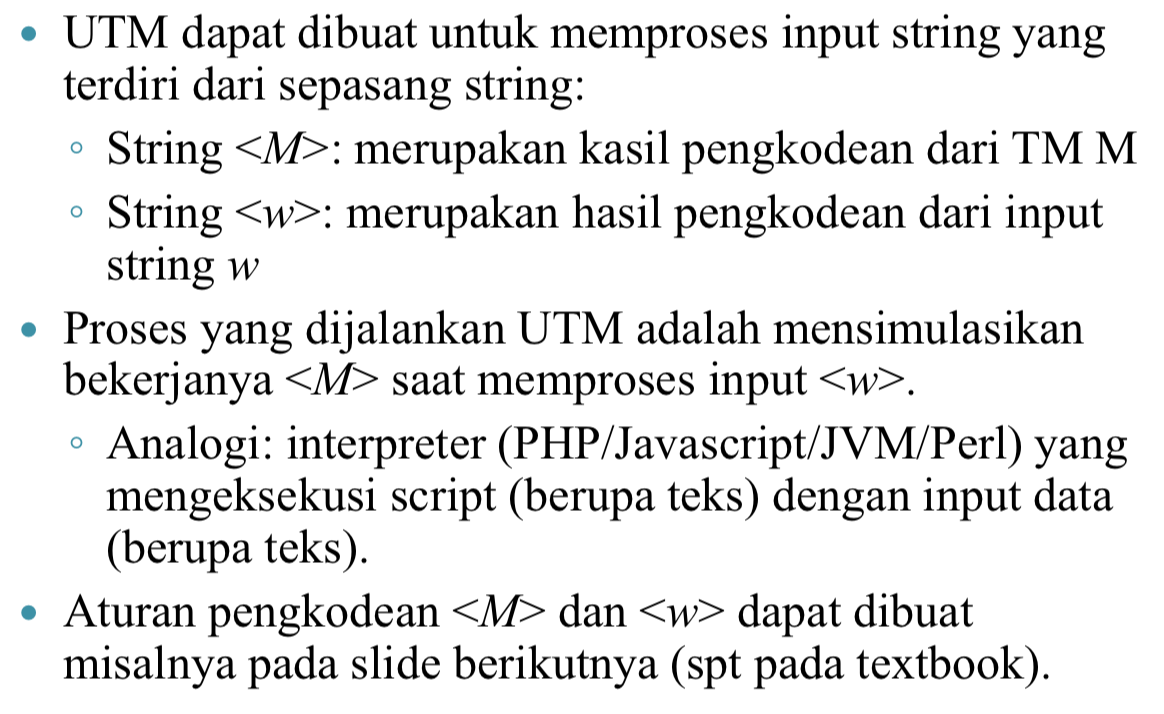 • UTM dapat dibuat untuk memproses input string yang
terdiri dari sepasang string:
◦ String <M>: merupakan kasil pengkodean dari TM M
◦ String <w>: merupakan hasil pengkodean dari input
string w
• Proses yang dijalankan UTM adalah mensimulasikan
bekerjanya <M> saat memproses input <w>.
◦ Analogi: interpreter (PHP/Javascript/JVM/Perl) yang
mengeksekusi script (berupa teks) dengan input data
(berupa teks).
• Aturan pengkodean <M> dan <w> dapat dibuat
misalnya pada slide berikutnya (spt pada textbook).